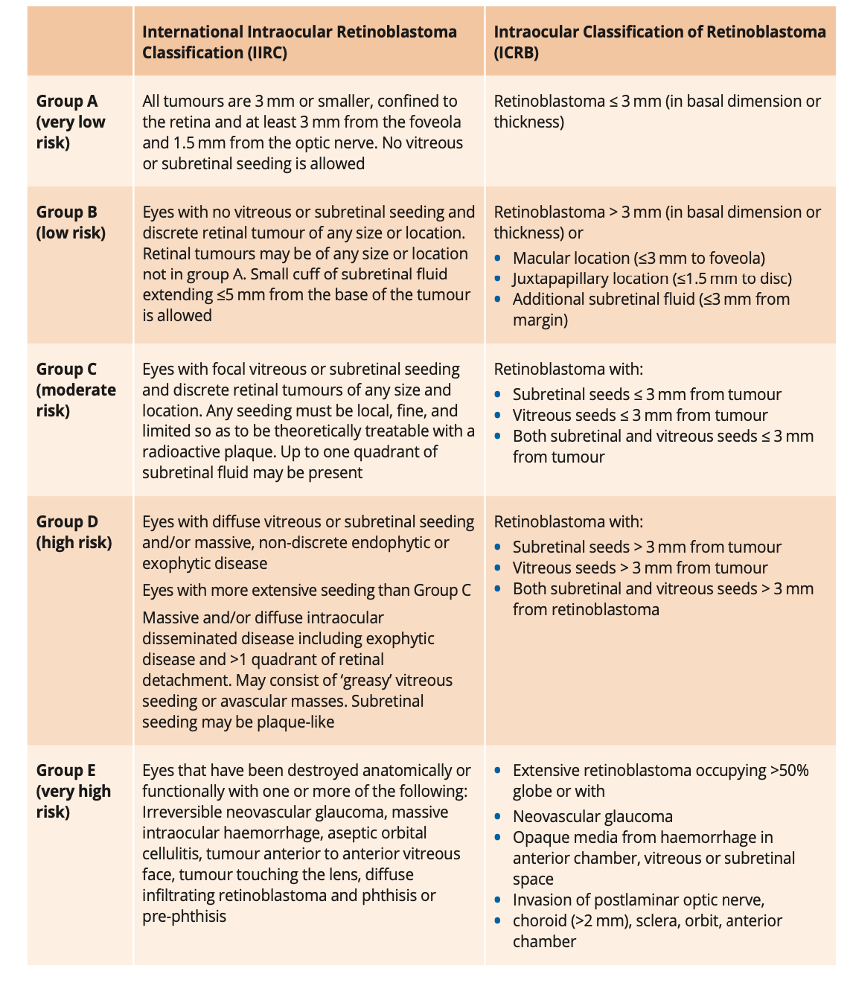 International Intraocular Retinoblastoma
Classification (IIRC)
Intraocular Classification of Retinoblastoma
(ICRB)
Group A
(very low
risk)
All tumours are 3 mm or smaller, confined to
the retina and at least 3 mm from the foveola
and 1.5 mm from the optic nerve. No vitreous
or subretinal seeding is allowed
Retinoblastoma ≤ 3 mm (in basal dimension or
thickness)
Group B
(low risk)
Eyes with no vitreous or subretinal seeding and
discrete retinal tumour of any size or location.
Retinal tumours may be of any size or location
not in group A. Small cuff of subretinal fluid
extending ≤5 mm from the base of the tumour
is allowed
Retinoblastoma > 3 mm (in basal dimension or
thickness) or
• Macular location (≤3 mm to foveola)
• Juxtapapillary location (≤1.5 mm to disc)
• Additional subretinal fluid (≤3 mm from
margin)
Group C
(moderate
risk)
Eyes with focal vitreous or subretinal seeding
and discrete retinal tumours of any size and
location. Any seeding must be local, fine, and
limited so as to be theoretically treatable with a
radioactive plaque. Up to one quadrant of
subretinal fluid may be present
Retinoblastoma with:
• Subretinal seeds ≤ 3 mm from tumour
• Vitreous seeds ≤ 3 mm from tumour
• Both subretinal and vitreous seeds ≤ 3 mm
from tumour
Group D
(high risk)
Eyes with diffuse vitreous or subretinal seeding
and/or massive, non-discrete endophytic or
exophytic disease
Eyes with more extensive seeding than Group C
Massive and/or diffuse intraocular
disseminated disease including exophytic
disease and >1 quadrant of retinal
detachment. May consist of ‘greasy’ vitreous
seeding or avascular masses. Subretinal
seeding may be plaque-like
Retinoblastoma with:
• Subretinal seeds > 3 mm from tumour
• Vitreous seeds > 3 mm from tumour
• Both subretinal and vitreous seeds > 3 mm
from retinoblastoma
Group E
(very high
risk)
Eyes that have been destroyed anatomically or
functionally with one or more of the following:
Irreversible neovascular glaucoma, massive
intraocular haemorrhage, aseptic orbital
cellulitis, tumour anterior to anterior vitreous
face, tumour touching the lens, diffuse
infiltrating retinoblastoma and phthisis or
pre-phthisis
• Extensive retinoblastoma occupying >50%
globe or with
• Neovascular glaucoma
• Opaque media from haemorrhage in
anterior chamber, vitreous or subretinal
space
• Invasion of postlaminar optic nerve,
• choroid (>2 mm), sclera, orbit, anterior
chamber